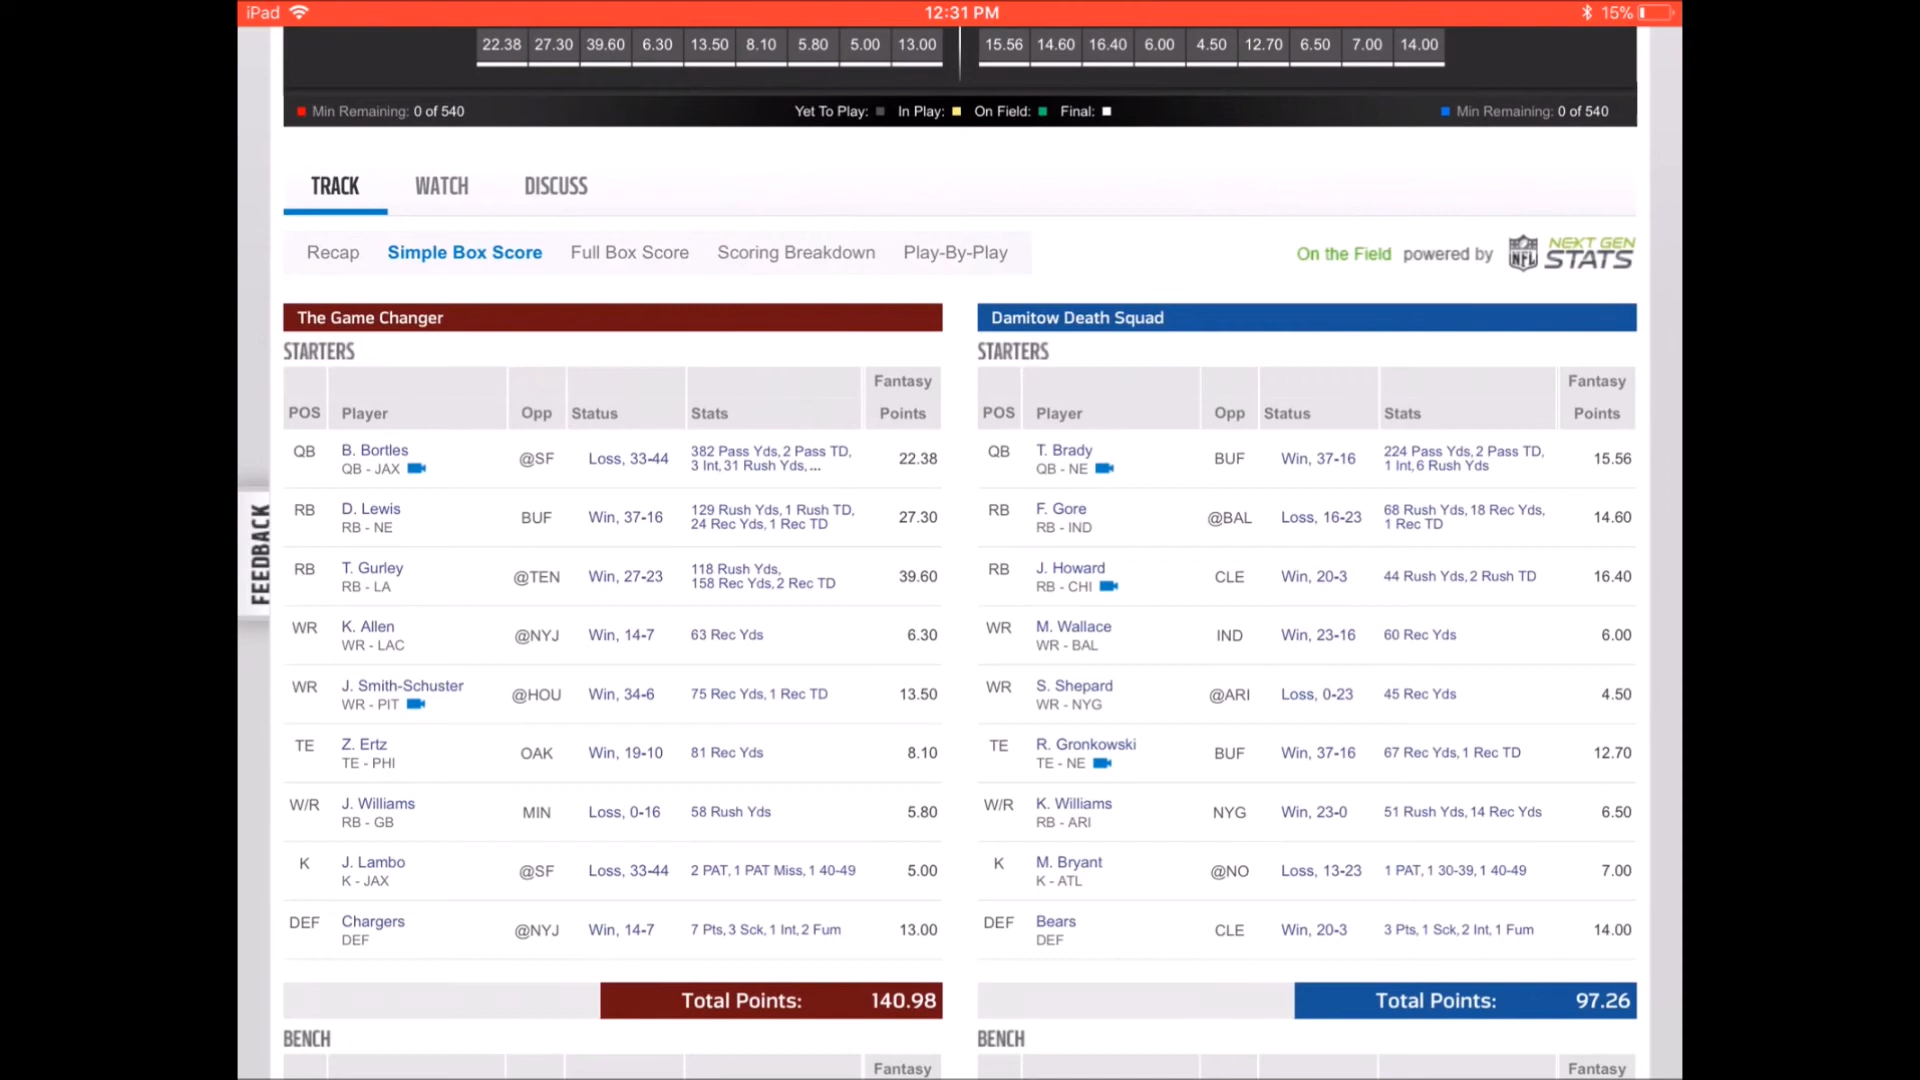 iPad 12:31 PM 15%
22.38 27.30 39.60 6.30 13.50 8.10 5.80 5.00 13.00 15.56 14.60 16.40 6.00 4.50 12.70 6.50 7.00 14.00
Min Remaining: 0 of 540 Yet To Play: In Play: On Field: Final: Min Remaining: 0 of 540
TRACK WATCH DISCUSS
Recap Simple Box Score Full Box Score Scoring Breakdown Play-By-Play On the Field powered by NFL NEXT GEN STATS
FEEDBACK
The Game Changer
STARTERS
POS Player Opp Status Stats Fantasy Points
QB B. Bortles QB - JAX @SF Loss, 33-44 382 Pass Yds, 2 Pass TD, 3 Int, 31 Rush Yds, ... 22.38
RB D. Lewis RB - NE BUF Win, 37-16 129 Rush Yds, 1 Rush TD, 24 Rec Yds, 1 Rec TD 27.30
RB T. Gurley RB - LA @TEN Win, 27-23 118 Rush Yds, 158 Rec Yds, 2 Rec TD 39.60
WR K. Allen WR - LAC @NYJ Win, 14-7 63 Rec Yds 6.30
WR J. Smith-Schuster WR - PIT @HOU Win, 34-6 75 Rec Yds, 1 Rec TD 13.50
TE Z. Ertz TE - PHI OAK Win, 19-10 81 Rec Yds 8.10
W/R J. Williams RB - GB MIN Loss, 0-16 58 Rush Yds 5.80
K J. Lambo K - JAX @SF Loss, 33-44 2 PAT, 1 PAT Miss, 1 40-49 5.00
DEF Chargers DEF @NYJ Win, 14-7 7 Pts, 3 Sck, 1 Int, 2 Fum 13.00
Total Points: 140.98
BENCH
Fantasy
Damitow Death Squad
STARTERS
POS Player Opp Status Stats Fantasy Points
QB T. Brady QB - NE BUF Win, 37-16 224 Pass Yds, 2 Pass TD, 1 Int, 6 Rush Yds 15.56
RB F. Gore RB - IND @BAL Loss, 16-23 68 Rush Yds, 18 Rec Yds, 1 Rec TD 14.60
RB J. Howard RB - CHI CLE Win, 20-3 44 Rush Yds, 2 Rush TD 16.40
WR M. Wallace WR - BAL IND Win, 23-16 60 Rec Yds 6.00
WR S. Shepard WR - NYG @ARI Loss, 0-23 45 Rec Yds 4.50
TE R. Gronkowski TE - NE BUF Win, 37-16 67 Rec Yds, 1 Rec TD 12.70
W/R K. Williams RB - ARI NYG Win, 23-0 51 Rush Yds, 14 Rec Yds 6.50
K M. Bryant K - ATL @NO Loss, 13-23 1 PAT, 1 30-39, 1 40-49 7.00
DEF Bears DEF CLE Win, 20-3 3 Pts, 1 Sck, 2 Int, 1 Fum 14.00
Total Points: 97.26
BENCH
Fantasy